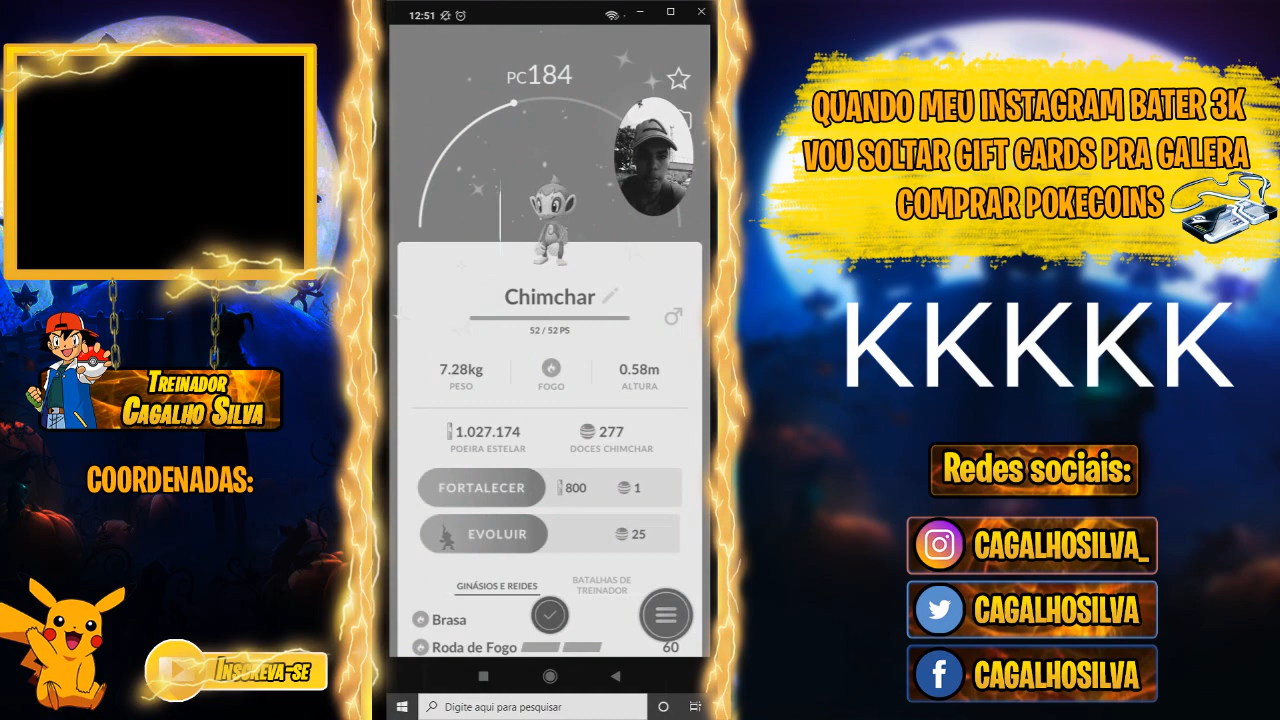 TREINADOR
CAGALHO SILVA
COORDENADAS:
INSCREVA-SE
12:51
PC184
Chimchar
52 / 52 PS
7.28kg
PESO
FOGO
0.58m
ALTURA
1.027.174
POEIRA ESTELAR
277
DOCES CHIMCHAR
FORTALECER 800 1
EVOLUIR 25
GINÁSIOS E REIDES
BATALHAS DE
TREINADOR
Brasa
Roda de Fogo 60
Digite aqui para pesquisar
QUANDO MEU INSTAGRAM BATER 3K
VOU SOLTAR GIFT CARDS PRA GALERA
COMPRAR POKECOINS
KKKKK
Redes sociais:
CAGALHOSILVA_
CAGALHOSILVA
CAGALHOSILVA